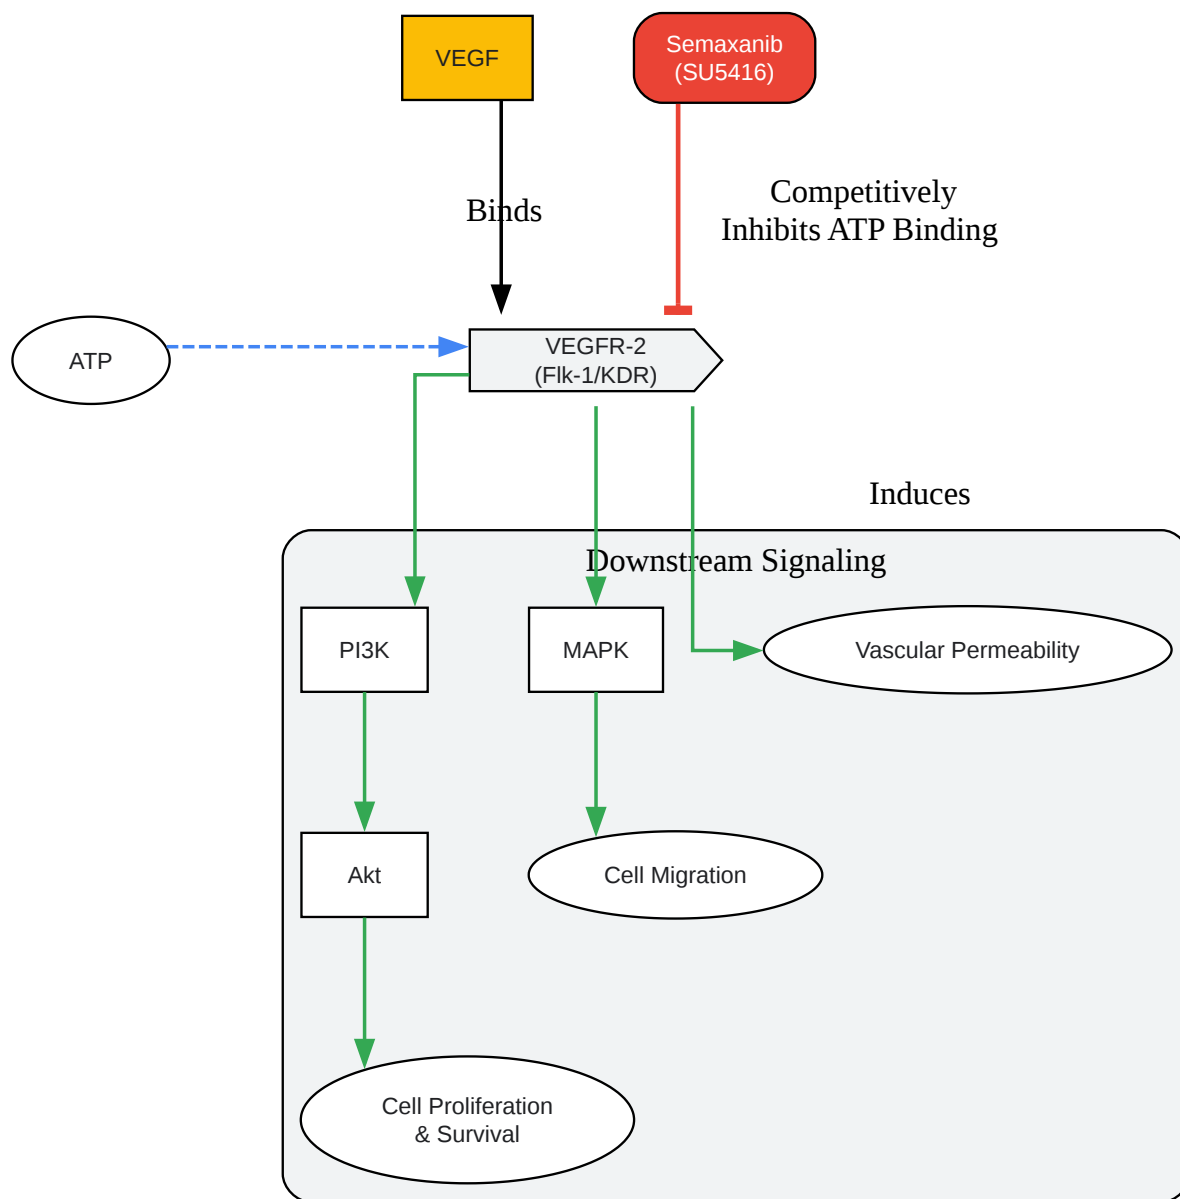 VEGF
Semaxanib
(SU5416)
Binds
Competitively
Inhibits ATP Binding
ATP
VEGFR-2
(Flk-1/KDR)
Induces
Downstream Signaling
PI3K
MAPK
Vascular Permeability
Akt
Cell Migration
Cell Proliferation
& Survival